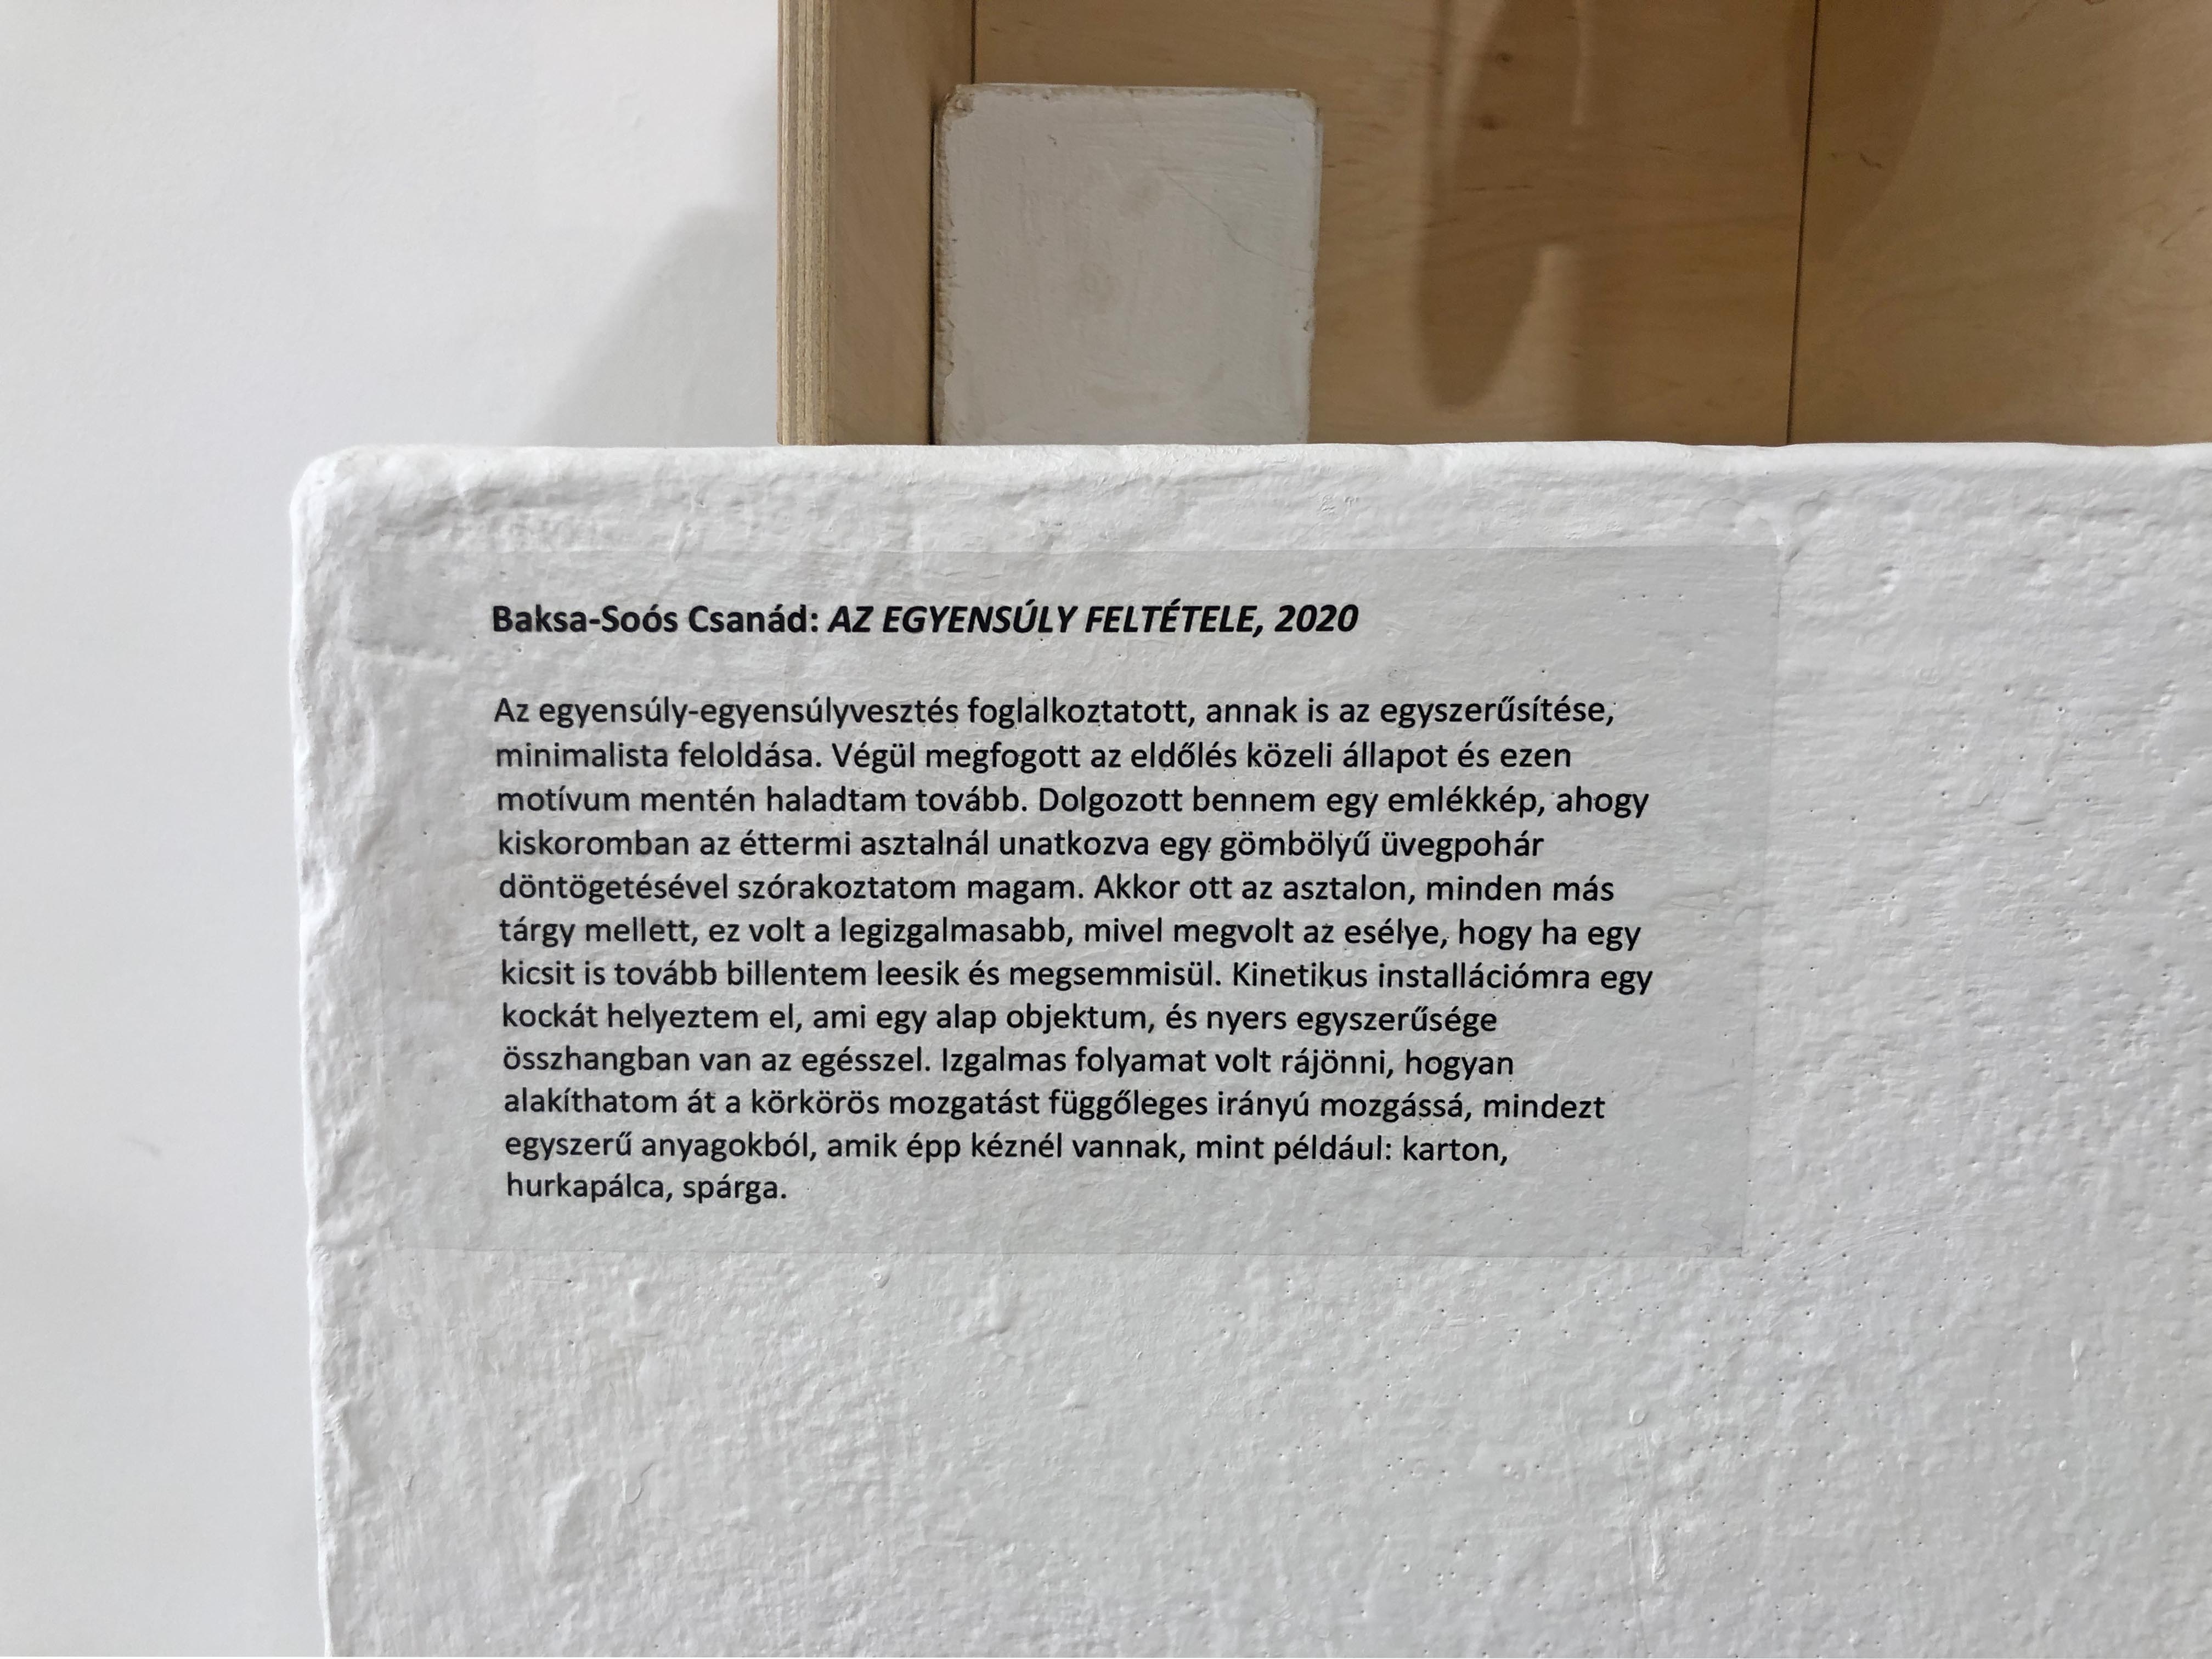 Baksa-Soós Csanád: AZ EGYENSÚLY FELTÉTELE, 2020
Az egyensúly-egyensúlyvesztés foglalkoztatott, annak is az egyszerűsítése,
minimalista feloldása. Végül megfogott az eldőlés közeli állapot és ezen
motívum mentén haladtam tovább. Dolgozott bennem egy emlékkép, ahogy
kiskoromban az éttermi asztalnál unatkozva egy gömbölyű üvegpohár
döntögetésével szórakoztatom magam. Akkor ott az asztalon, minden más
tárgy mellett, ez volt a legizgalmasabb, mivel megvolt az esélye, hogy ha egy
kicsit is tovább billentem leesik és megsemmisül. Kinetikus installációmra egy
kockát helyeztem el, ami egy alap objektum, és nyers egyszerűsége
összhangban van az egésszel. Izgalmas folyamat volt rájönni, hogyan
alakíthatom át a körkörös mozgatást függőleges irányú mozgássá, mindezt
egyszerű anyagokból, amik épp kéznél vannak, mint például: karton,
hurkapálca, spárga.